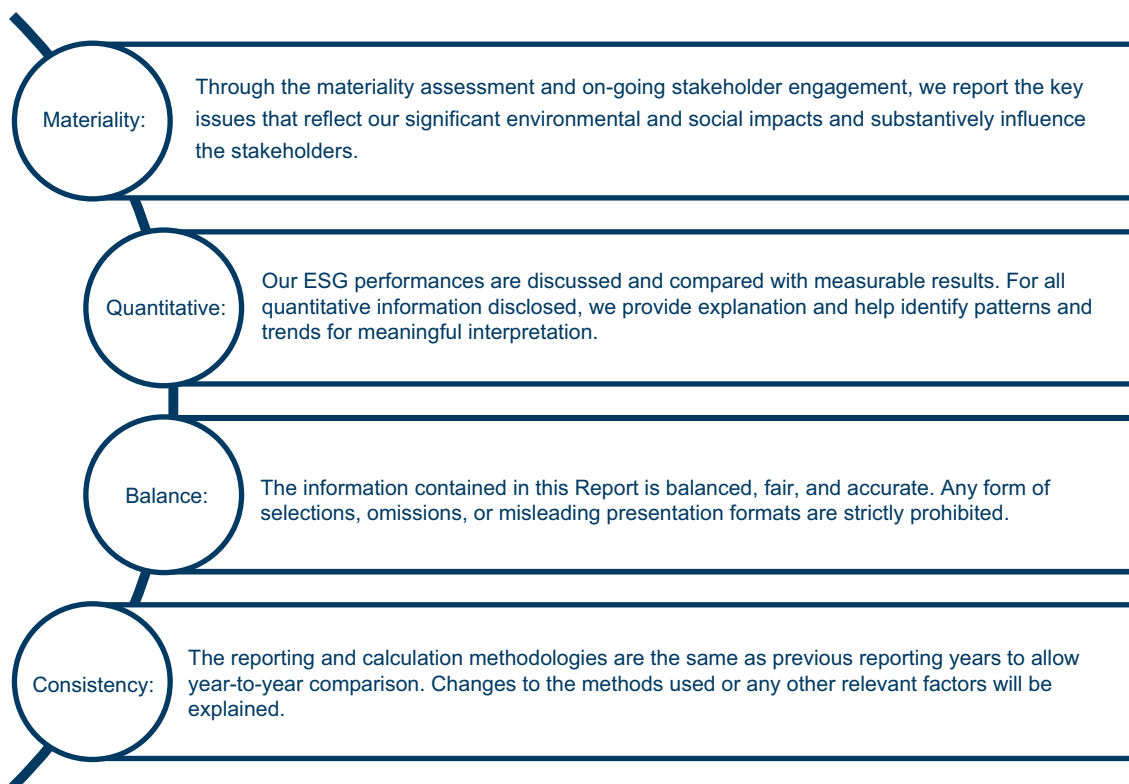 Materiality:
Through the materiality assessment and on-going stakeholder engagement, we report the key
issues that reflect our significant environmental and social impacts and substantively influence
the stakeholders.
Quantitative:
Our ESG performances are discussed and compared with measurable results. For all
quantitative information disclosed, we provide explanation and help identify patterns and
trends for meaningful interpretation.
Balance:
The information contained in this Report is balanced, fair, and accurate. Any form of
selections, omissions, or misleading presentation formats are strictly prohibited.
Consistency:
The reporting and calculation methodologies are the same as previous reporting years to allow
year-to-year comparison. Changes to the methods used or any other relevant factors will be
explained.